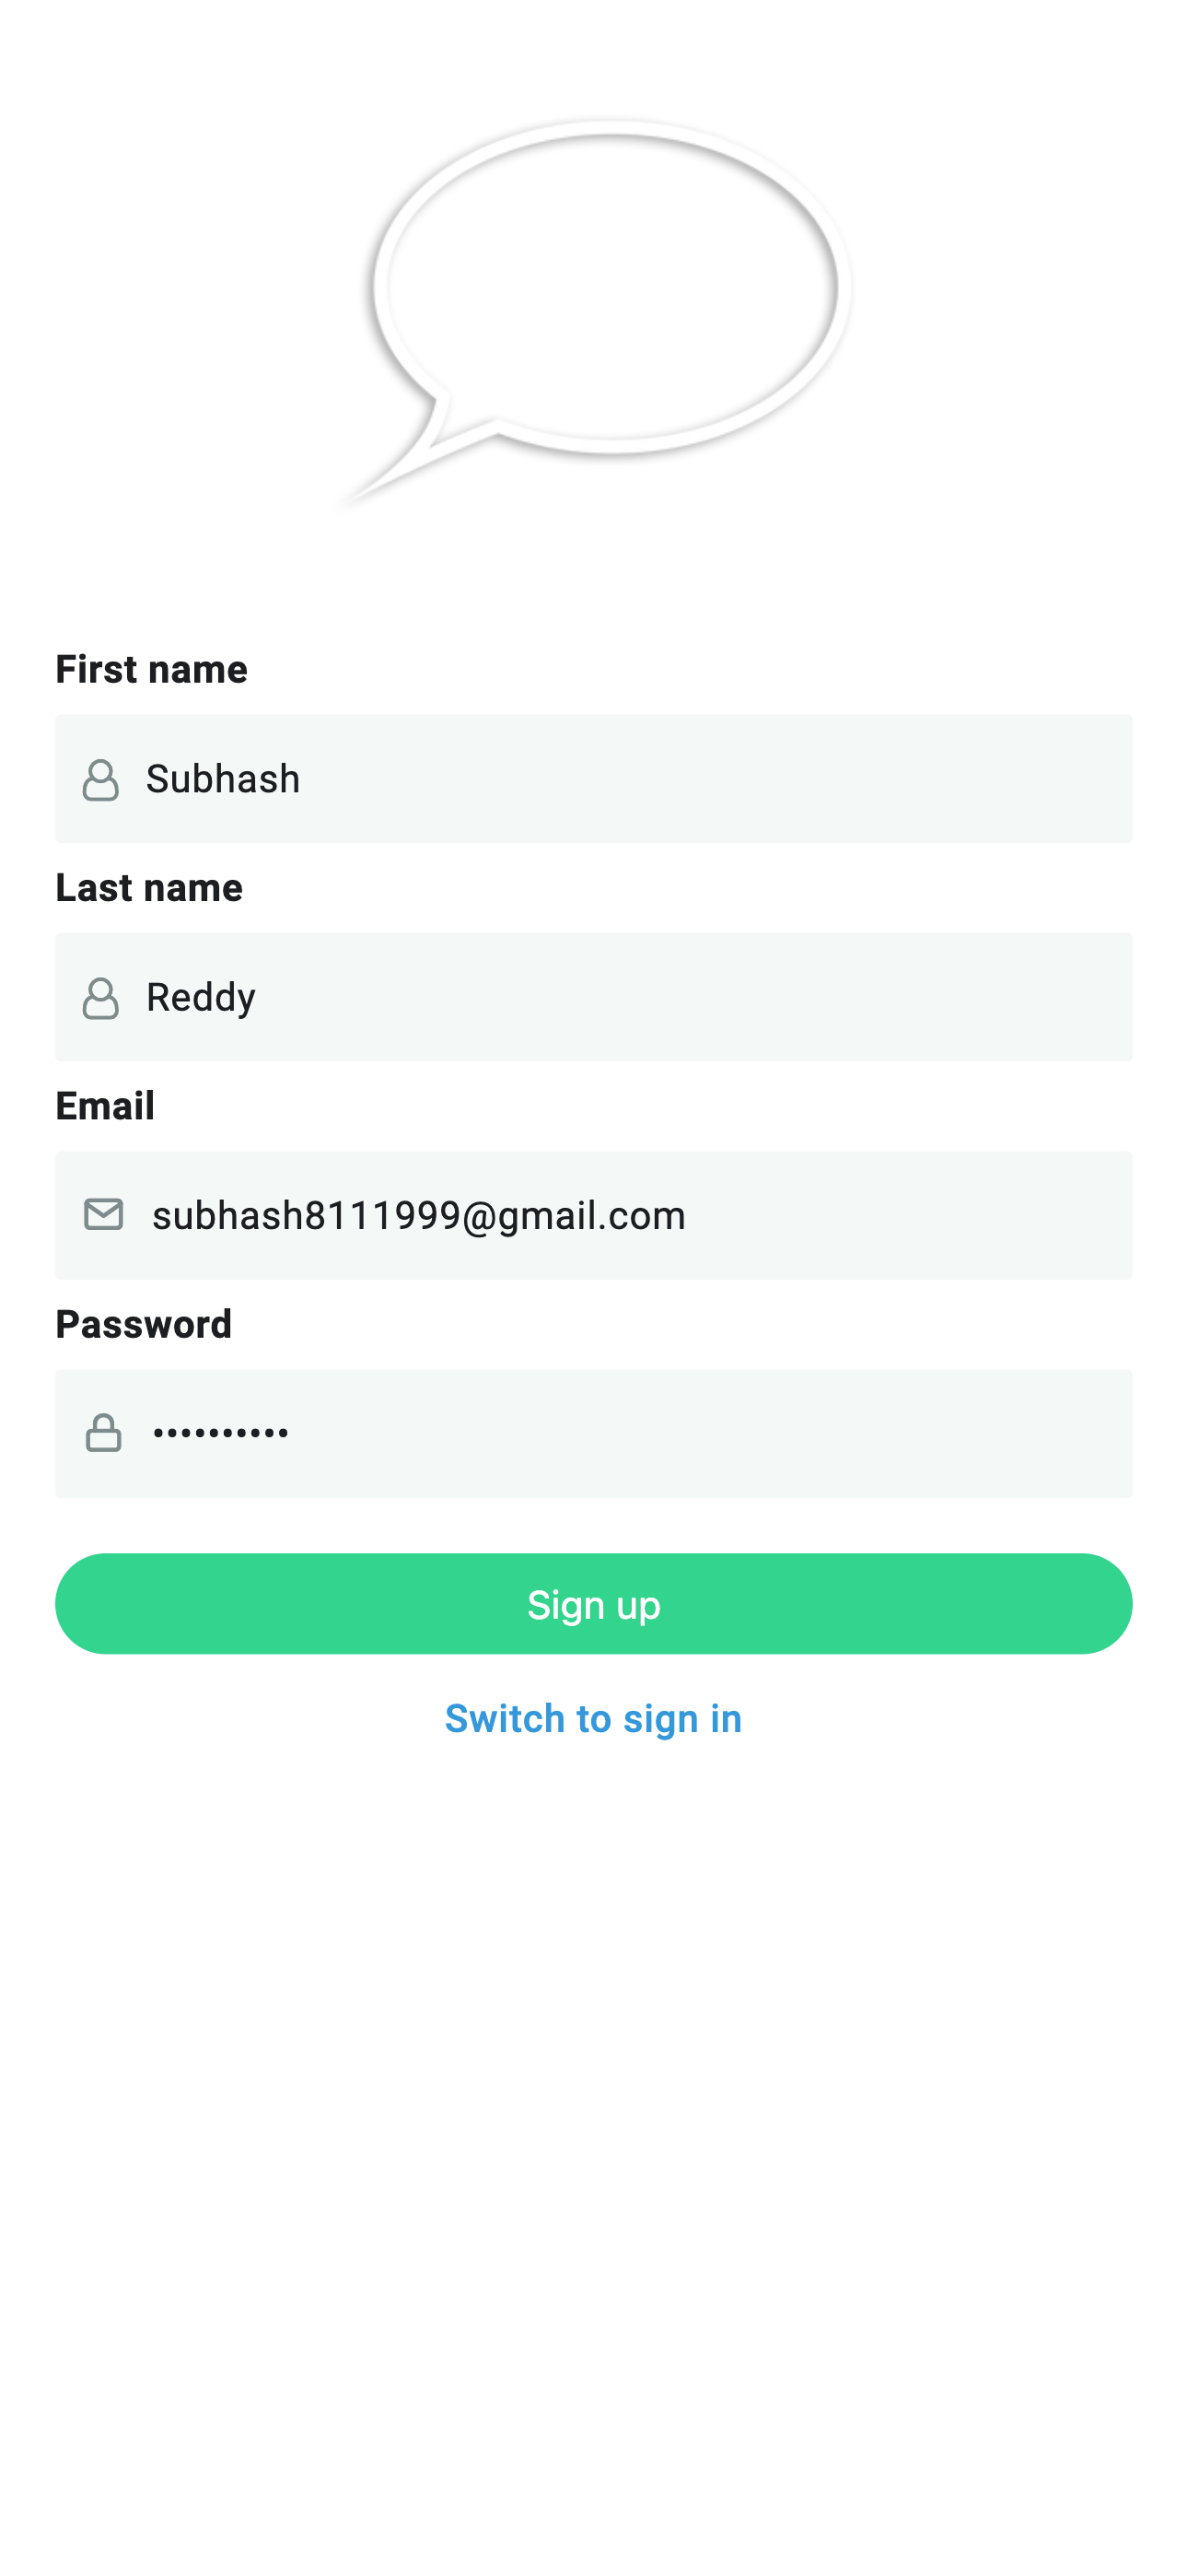 First name
Subhash
Last name
Reddy
Email
subhash8111999@gmail.com
Password
••••••••••
Sign up
Switch to sign in